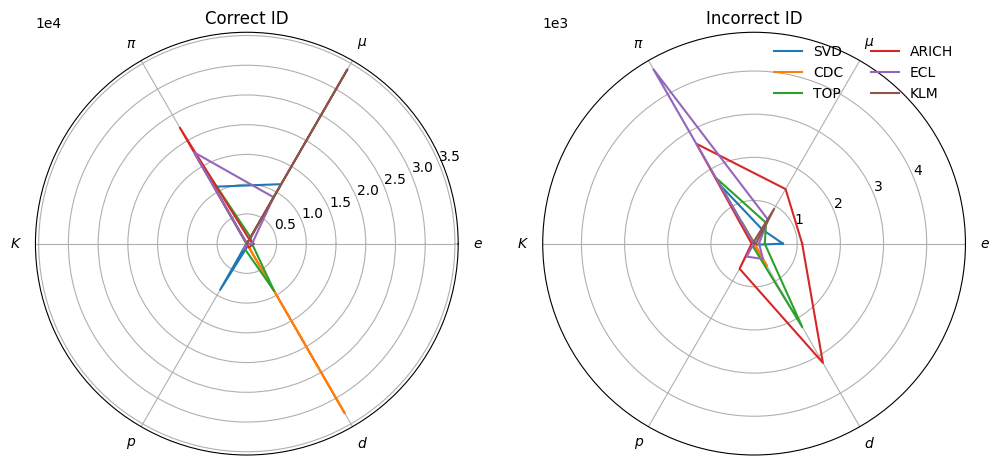 Correct ID
1e4
π
μ
K
e
p
d
0.5
1.0
1.5
2.0
2.5
3.0
3.5
Incorrect ID
1e3
π
μ
K
e
p
d
1
2
3
4
SVD
CDC
TOP
ARICH
ECL
KLM